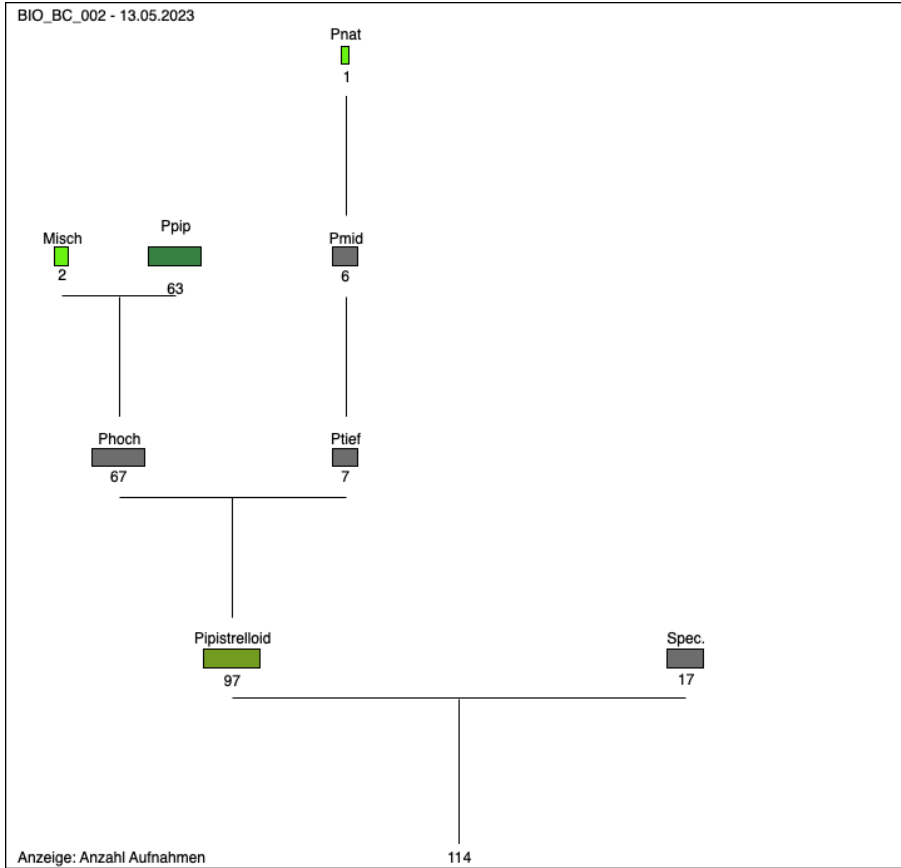 BIO_BC_002 - 13.05.2023
Pnat
1
Misch
2
Ppip
63
Pmid
6
Phoch
67
Ptief
7
Pipistrelloid
97
Spec.
17
Anzeige: Anzahl Aufnahmen
114